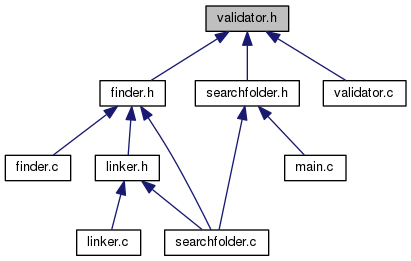 validator.h
finder.h
searchfolder.h
validator.c
finder.c
linker.h
main.c
linker.c
searchfolder.c